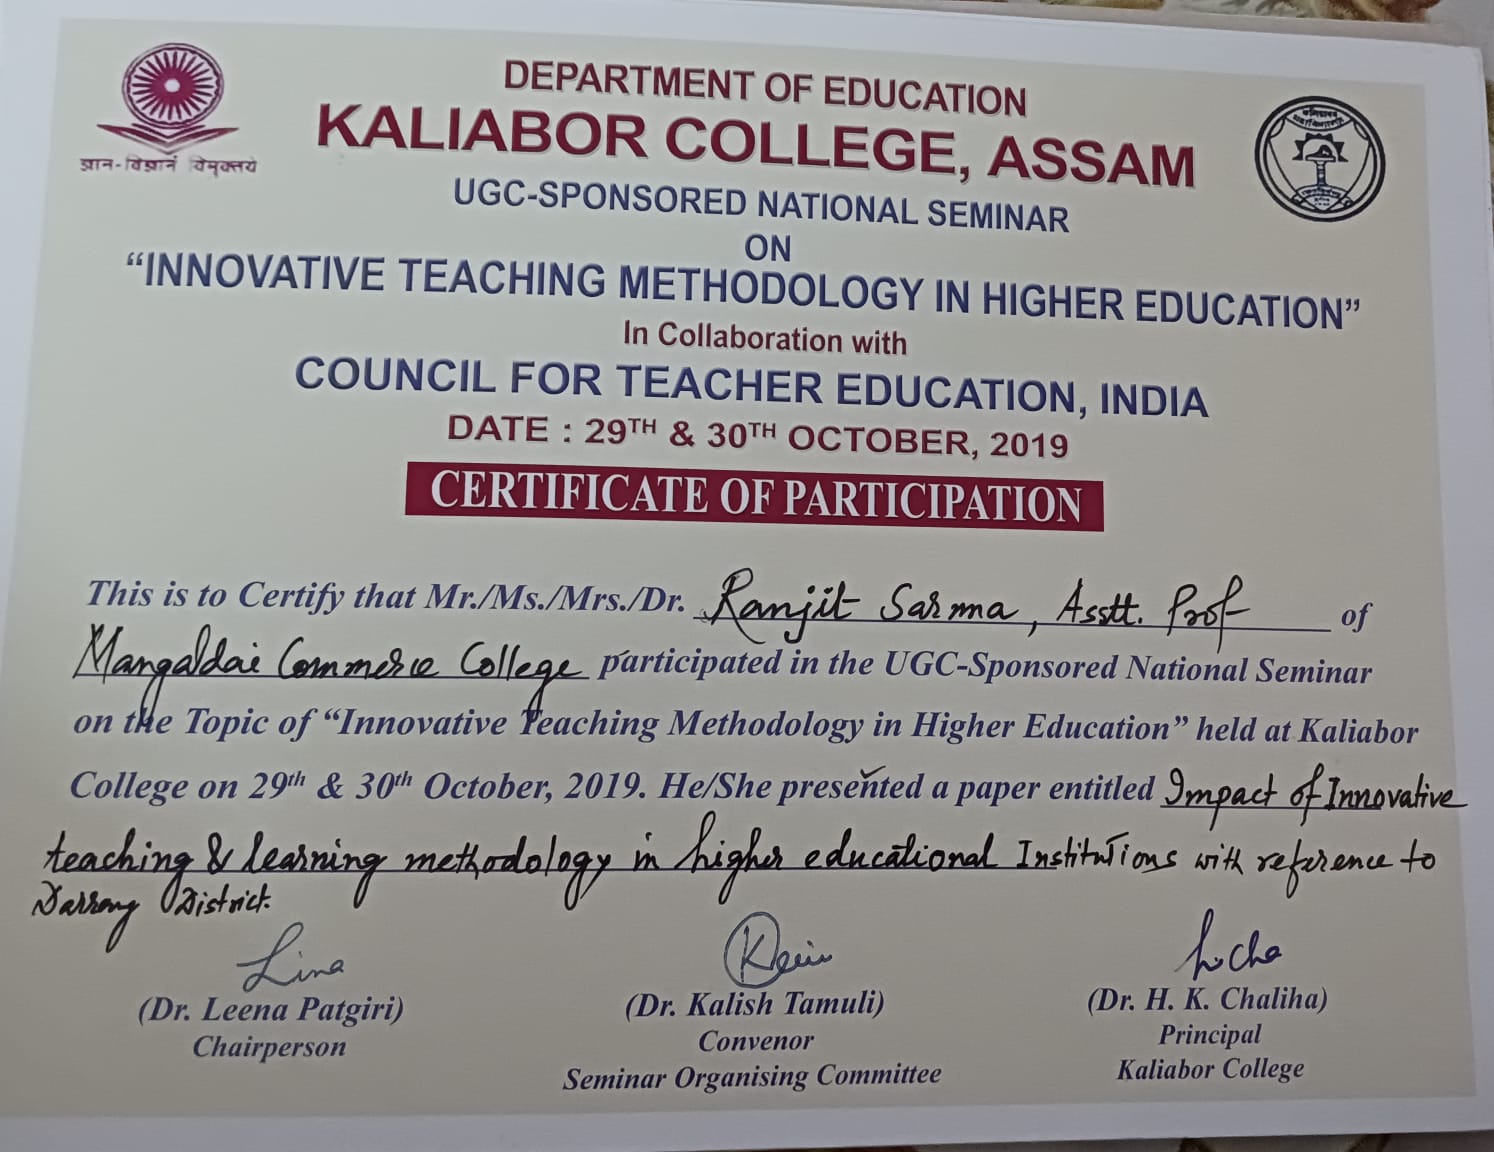 DEPARTMENT OF EDUCATION
KALIABOR COLLEGE, ASSAM
ज्ञान-विज्ञानं विमुक्तये
UGC-SPONSORED NATIONAL SEMINAR
ON
“INNOVATIVE TEACHING METHODOLOGY IN HIGHER EDUCATION”
In Collaboration with
COUNCIL FOR TEACHER EDUCATION, INDIA
DATE : 29TH & 30TH OCTOBER, 2019
CERTIFICATE OF PARTICIPATION
This is to Certify that Mr./Ms./Mrs./Dr. Ranjit Sarma, Asstt. Prof of
Mangaldai Commerce College participated in the UGC-Sponsored National Seminar
on the Topic of “Innovative Teaching Methodology in Higher Education” held at Kaliabor
College on 29th & 30th October, 2019. He/She presented a paper entitled Impact of Innovative
teaching & learning methodology in higher educational Institutions with reference to
Darrang District.
Lina
(Dr. Leena Patgiri)
Chairperson
(Dr. Kalish Tamuli)
Convenor
Seminar Organising Committee
(Dr. H. K. Chaliha)
Principal
Kaliabor College